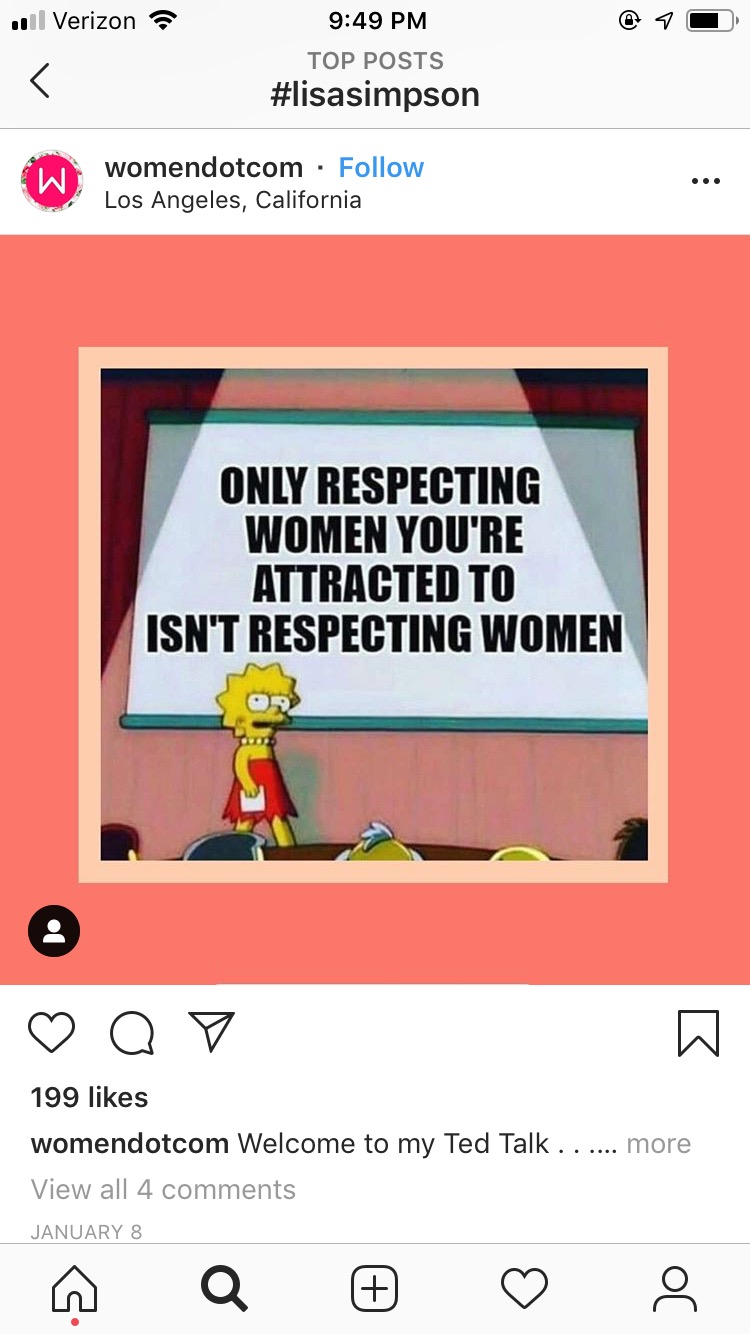 Verizon 9:49 PM
TOP POSTS
#lisasimpson
W womendotcom · Follow
Los Angeles, California
ONLY RESPECTING
WOMEN YOU'RE
ATTRACTED TO
ISN'T RESPECTING WOMEN
199 likes
womendotcom Welcome to my Ted Talk . . .... more
View all 4 comments
JANUARY 8